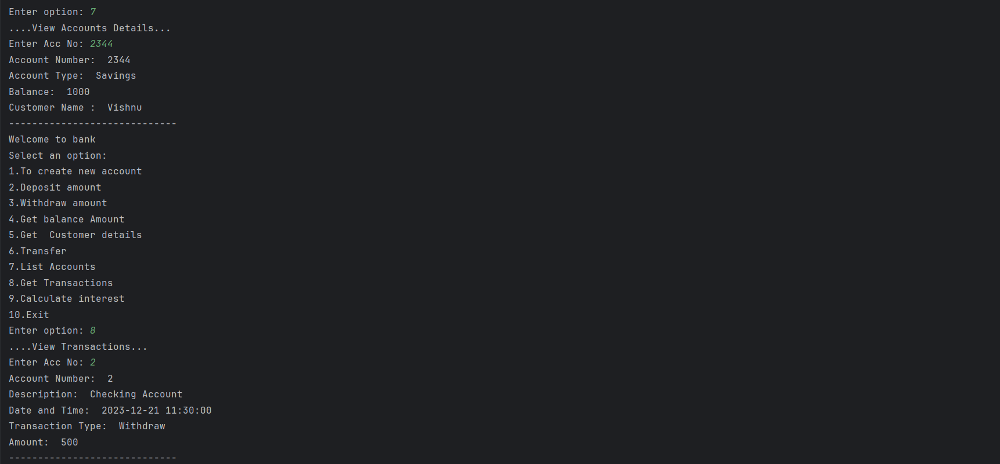 Enter option: 7
....View Accounts Details...
Enter Acc No: 2344
Account Number:  2344
Account Type:  Savings
Balance:  1000
Customer Name :  Vishnu
-----------------------------
Welcome to bank
Select an option:
1.To create new account
2.Deposit amount
3.Withdraw amount
4.Get balance Amount
5.Get  Customer details
6.Transfer
7.List Accounts
8.Get Transactions
9.Calculate interest
10.Exit
Enter option: 8
....View Transactions...
Enter Acc No: 2
Account Number:  2
Description:  Checking Account
Date and Time:  2023-12-21 11:30:00
Transaction Type:  Withdraw
Amount:  500
-----------------------------